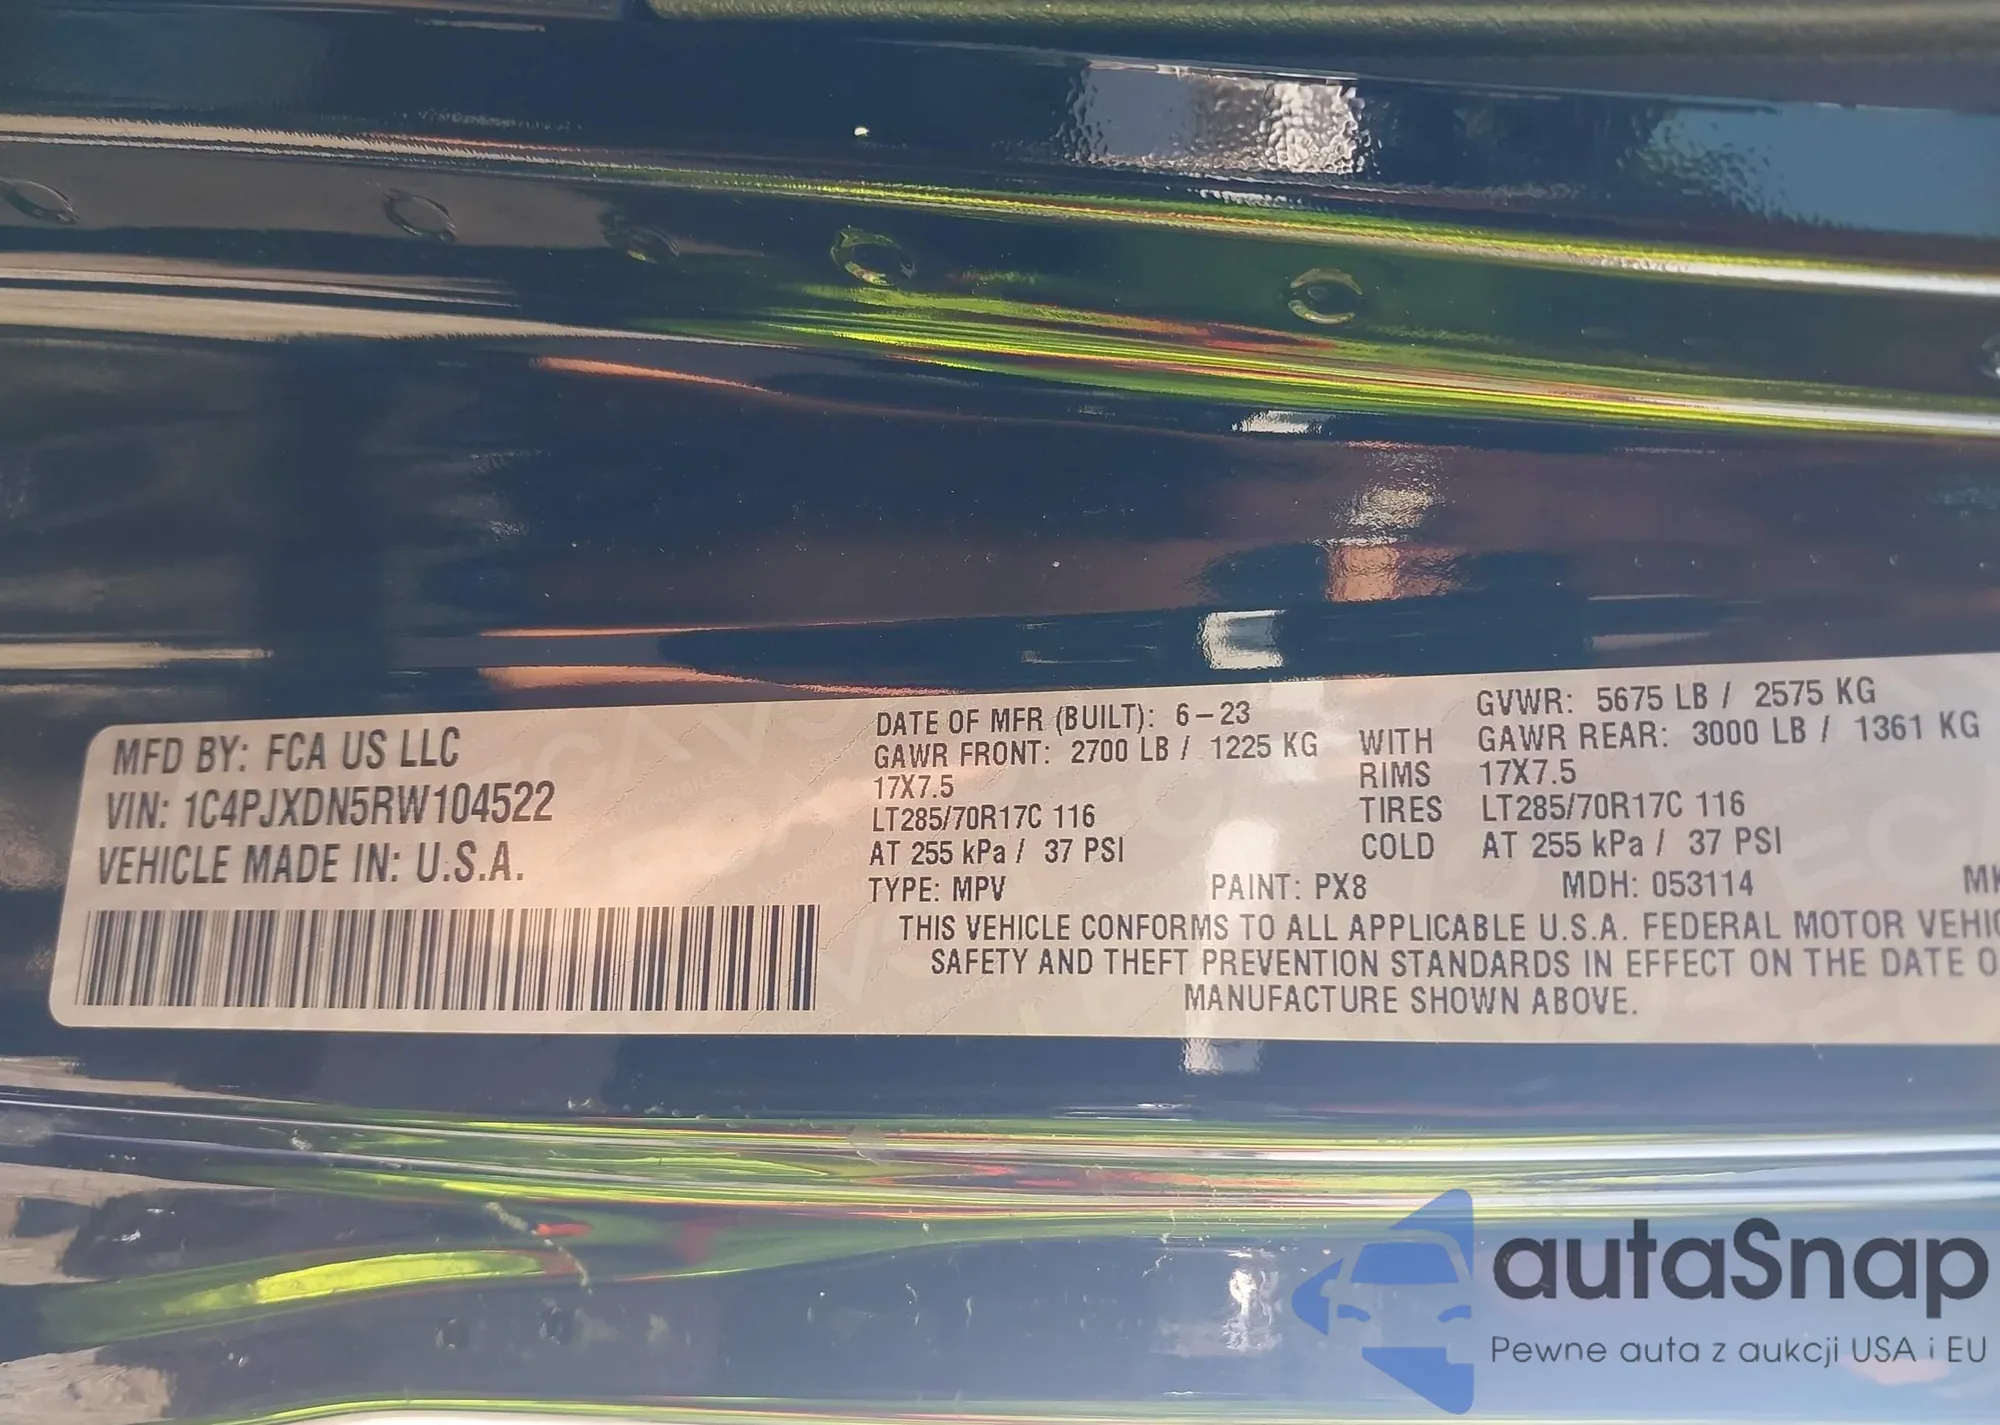 MFD BY: FCA US LLC
VIN: 1C4PJXDN5RW104522
VEHICLE MADE IN: U.S.A.
DATE OF MFR (BUILT): 6-23 GVWR: 5675 LB / 2575 KG
GAWR FRONT: 2700 LB / 1225 KG WITH GAWR REAR: 3000 LB / 1361 KG
17X7.5 RIMS 17X7.5
LT285/70R17C 116 TIRES LT285/70R17C 116
AT 255 kPa / 37 PSI COLD AT 255 kPa / 37 PSI
TYPE: MPV PAINT: PX8 MDH: 053114
THIS VEHICLE CONFORMS TO ALL APPLICABLE U.S.A. FEDERAL MOTOR
SAFETY AND THEFT PREVENTION STANDARDS IN EFFECT ON THE DATE
MANUFACTURE SHOWN ABOVE.
autaSnap
Pewne auta z aukcji USA i EU